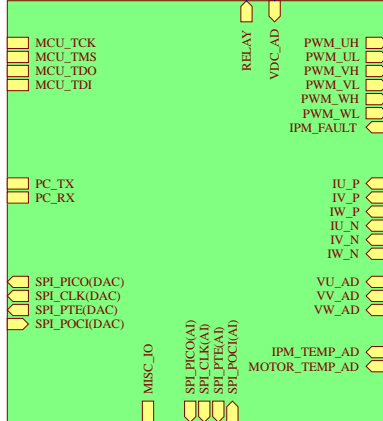 RELAY
VDC_AD
MCU_TCK
MCU_TMS
MCU_TDO
MCU_TDI
PWM_UH
PWM_UL
PWM_VH
PWM_VL
PWM_WH
PWM_WL
IPM_FAULT
PC_TX
PC_RX
IU_P
IV_P
IW_P
IU_N
IV_N
IW_N
SPI_PICO(DAC)
SPI_CLK(DAC)
SPI_PTE(DAC)
SPI_POCI(DAC)
VU_AD
VV_AD
VW_AD
IPM_TEMP_AD
MOTOR_TEMP_AD
MISC_IO
SPI_PICO(AI)
SPI_CLK(AI)
SPI_PTE(AI)
SPI_POCI(AI)